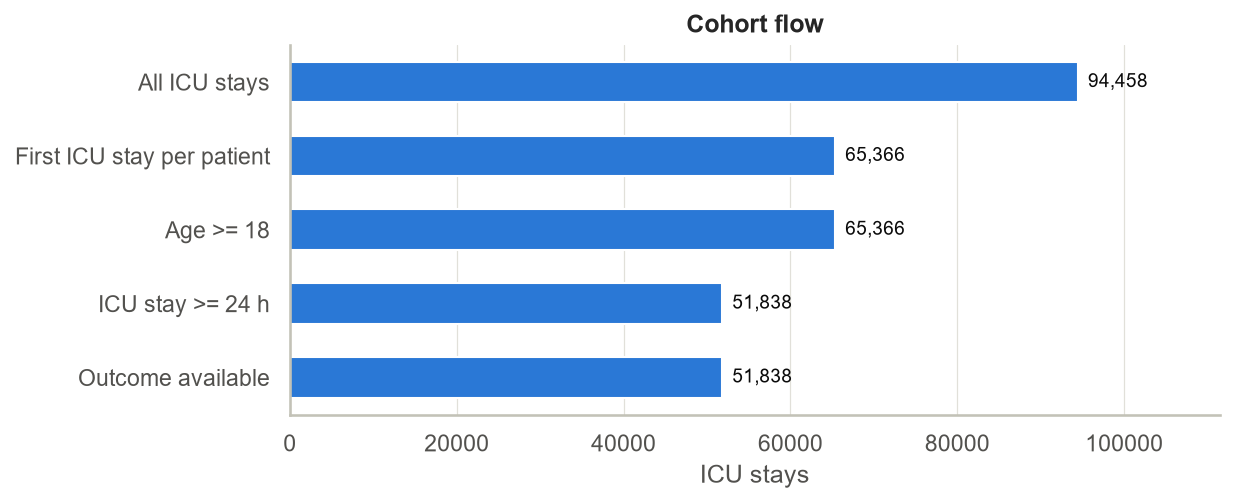 Cohort flow
All ICU stays 94,458
First ICU stay per patient 65,366
Age >= 18 65,366
ICU stay >= 24 h 51,838
Outcome available 51,838
0 20000 40000 60000 80000 100000
ICU stays